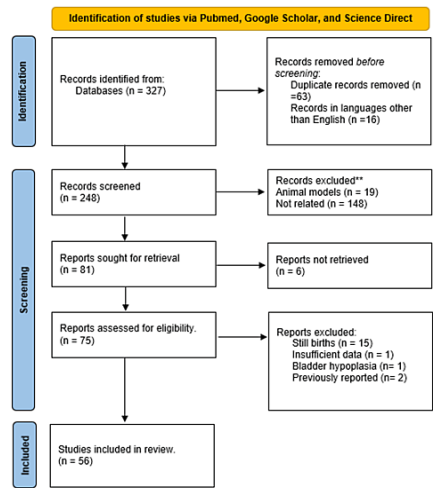 Identification of studies via Pubmed, Google Scholar, and Science Direct
Identification
Records identified from:
Databases (n = 327)
Records removed before
screening:
Duplicate records removed (n
=63)
Records in languages other
than English (n =16)
Screening
Records screened
(n = 248)
Records excluded**
Animal models (n = 19)
Not related (n = 148)
Reports sought for retrieval
(n = 81)
Reports not retrieved
(n = 6)
Reports assessed for eligibility.
(n = 75)
Reports excluded:
Still births (n = 15)
Insufficient data (n= 1)
Bladder hypoplasia (n= 1)
Previously reported (n= 2)
Included
Studies included in review.
(n = 56)